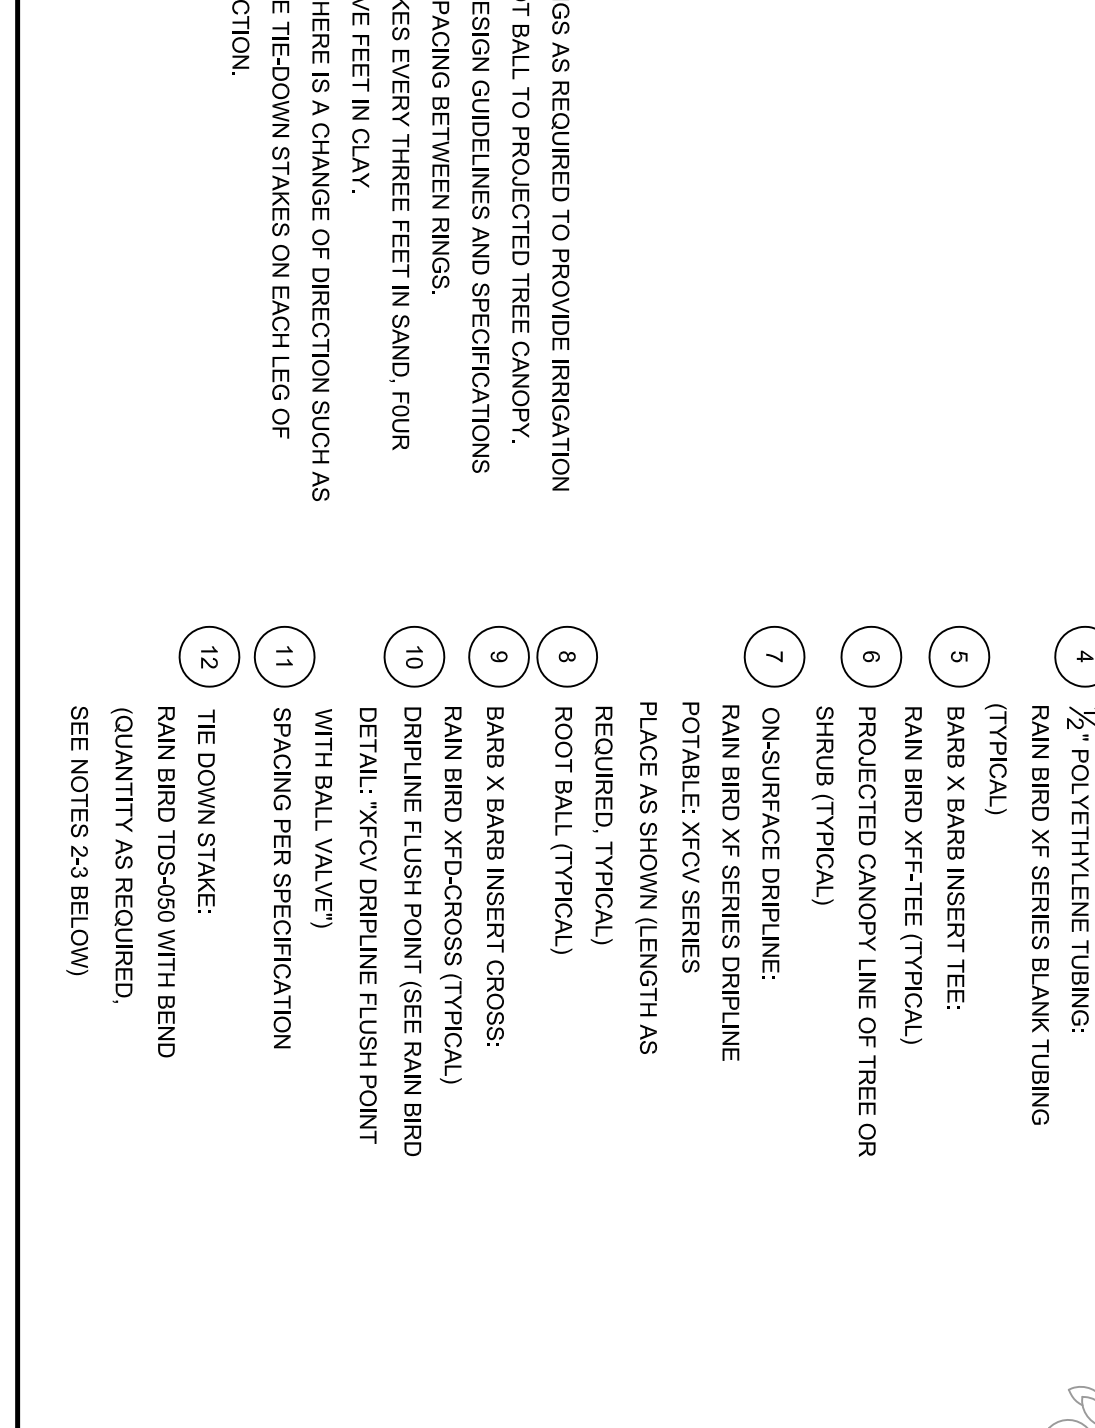 GS AS REQUIRED TO PROVIDE IRRIGATION
BALL TO PROJECTED TREE CANOPY.
ESIGN GUIDELINES AND SPECIFICATIONS
PACING BETWEEN RINGS.
KES EVERY THREE FEET IN SAND, F0UR
VE FEET IN CLAY.
HERE IS A CHANGE OF DIRECTION SUCH AS
E TIE-DOWN STAKES ON EACH LEG OF
CTION.
4 ½" POLYETHYLENE TUBING:
RAIN BIRD XF SERIES BLANK TUBING
(TYPICAL)
5 BARB X BARB INSERT TEE:
RAIN BIRD XFF-TEE (TYPICAL)
6 PROJECTED CANOPY LINE OF TREE OR
SHRUB (TYPICAL)
7 ON-SURFACE DRIPLINE:
RAIN BIRD XF SERIES DRIPLINE
POTABLE: XFCV SERIES
PLACE AS SHOWN (LENGTH AS
REQUIRED, TYPICAL)
8 ROOT BALL (TYPICAL)
9 BARB X BARB INSERT CROSS:
RAIN BIRD XFD-CROSS (TYPICAL)
10 DRIPLINE FLUSH POINT (SEE RAIN BIRD
DETAIL: "XFCV DRIPLINE FLUSH POINT
WITH BALL VALVE")
11 SPACING PER SPECIFICATION
12 TIE DOWN STAKE:
RAIN BIRD TDS-050 WITH BEND
(QUANTITY AS REQUIRED,
SEE NOTES 2-3 BELOW)